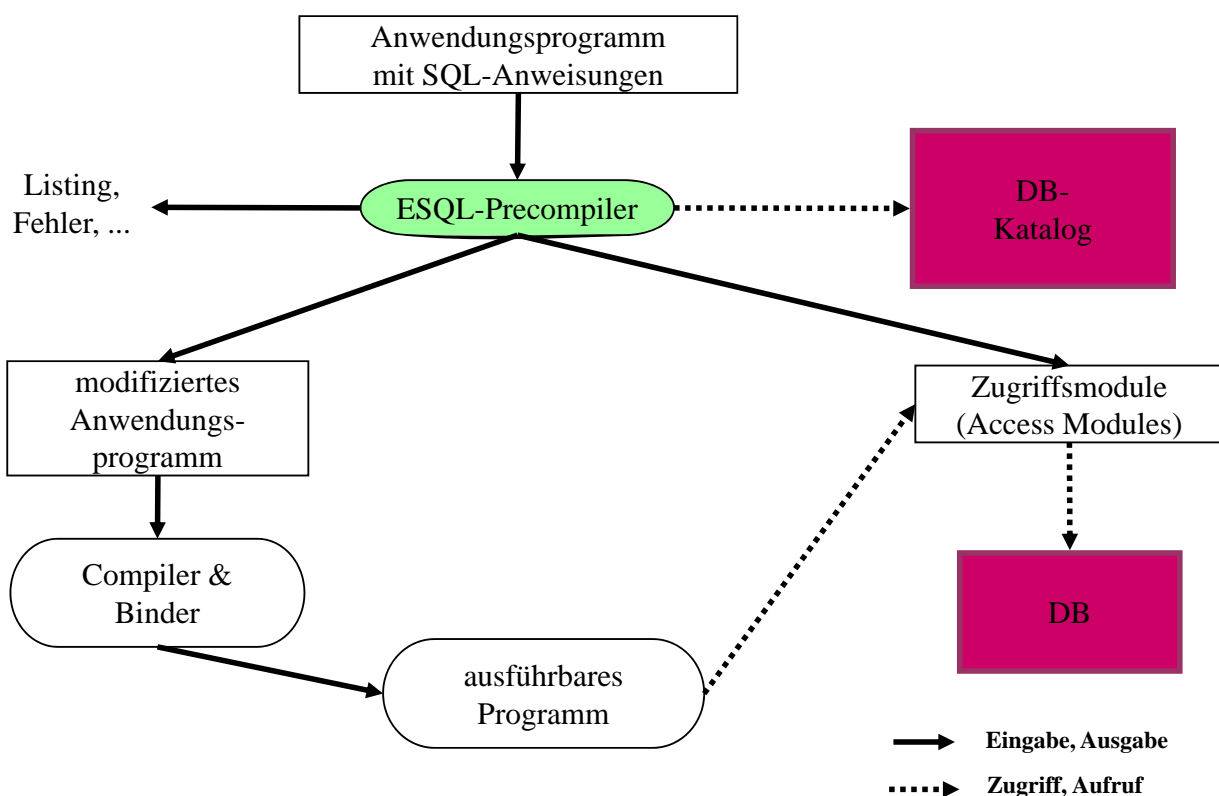 Anwendungsprogramm
mit SQL-Anweisungen
Listing,
Fehler, ...
ESQL-Precompiler
DB-
Katalog
modifiziertes
Anwendungs-
programm
Zugriffsmodule
(Access Modules)
Compiler &
Binder
DB
ausführbares
Programm
Eingabe, Ausgabe
Zugriff, Aufruf